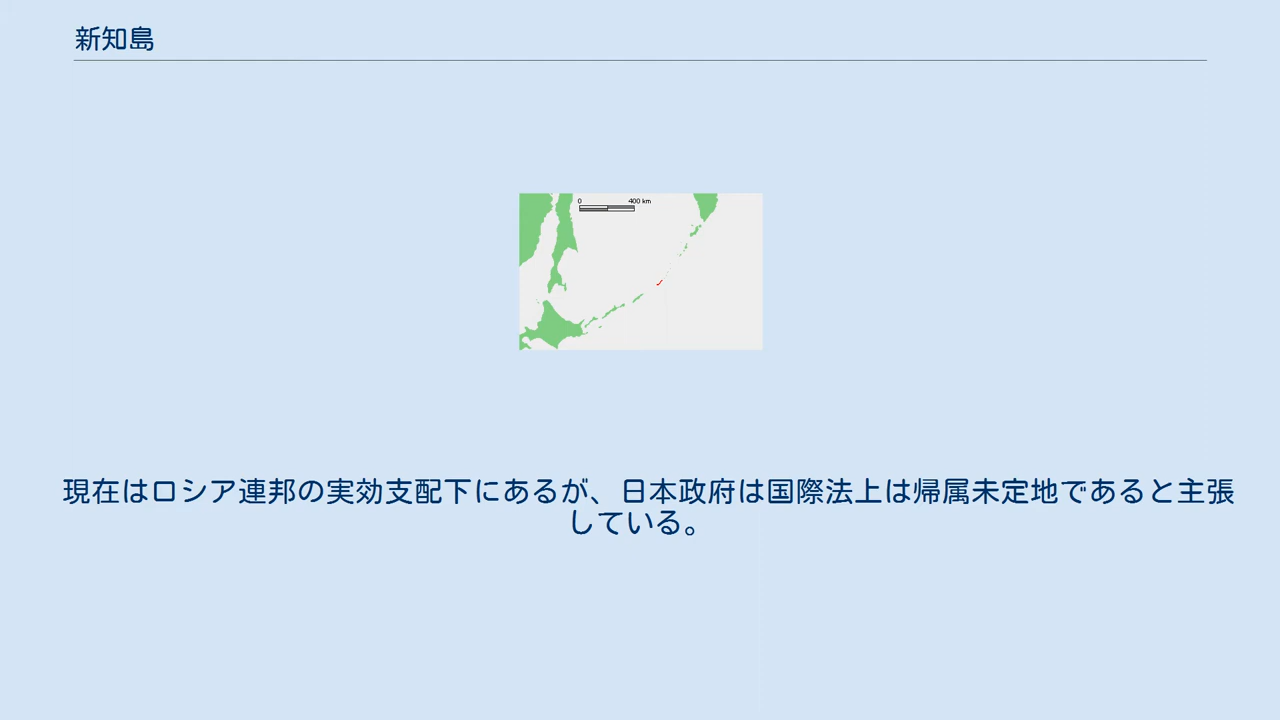 新知島
0 400 km
現在はロシア連邦の実効支配下にあるが、日本政府は国際法上は帰属未定地であると主張
している。